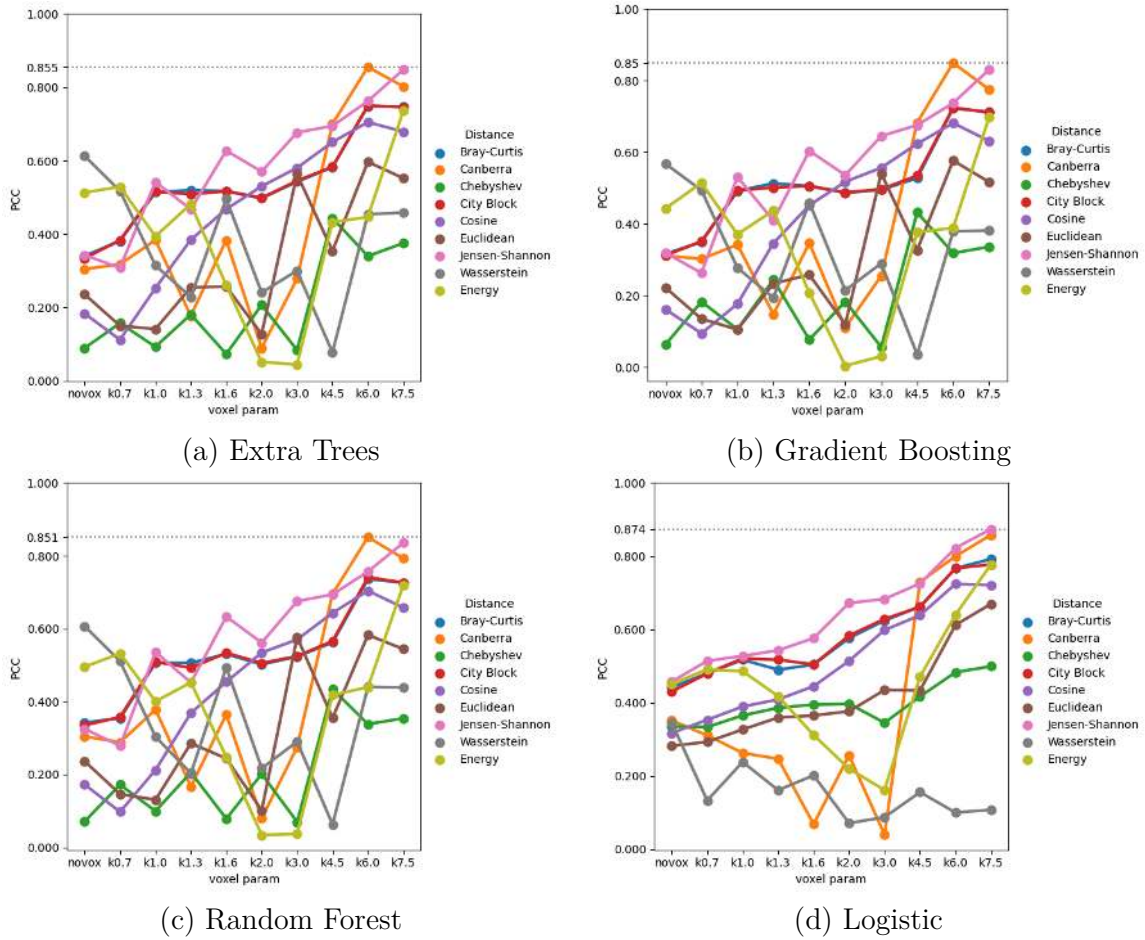 1.000
0.855
0.800
0.600
0.400
0.200
0.000
PCC
novox k0.7 k1.0 k1.3 k1.6 k2.0 k3.0 k4.5 k6.0 k7.5
voxel param
Distance
Bray-Curtis
Canberra
Chebyshev
City Block
Cosine
Euclidean
Jensen-Shannon
Wasserstein
Energy
(a) Extra Trees
1.00
0.85
0.80
0.60
0.40
0.20
0.00
PCC
novox k0.7 k1.0 k1.3 k1.6 k2.0 k3.0 k4.5 k6.0 k7.5
voxel param
Distance
Bray-Curtis
Canberra
Chebyshev
City Block
Cosine
Euclidean
Jensen-Shannon
Wasserstein
Energy
(b) Gradient Boosting
1.000
0.851
0.800
0.600
0.400
0.200
0.000
PCC
novox k0.7 k1.0 k1.3 k1.6 k2.0 k3.0 k4.5 k6.0 k7.5
voxel param
Distance
Bray-Curtis
Canberra
Chebyshev
City Block
Cosine
Euclidean
Jensen-Shannon
Wasserstein
Energy
(c) Random Forest
1.000
0.874
0.800
0.600
0.400
0.200
0.000
PCC
novox k0.7 k1.0 k1.3 k1.6 k2.0 k3.0 k4.5 k6.0 k7.5
voxel param
Distance
Bray-Curtis
Canberra
Chebyshev
City Block
Cosine
Euclidean
Jensen-Shannon
Wasserstein
Energy
(d) Logistic